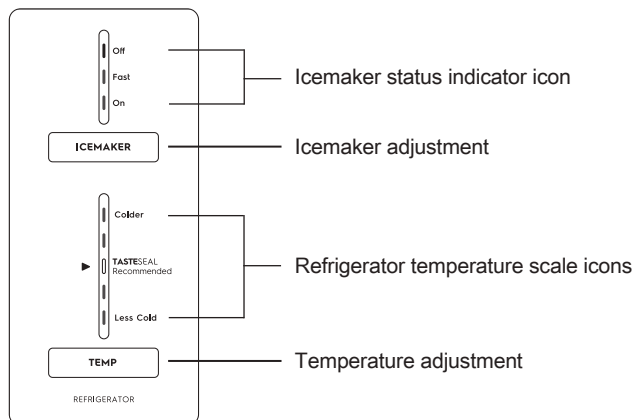 Off
Fast
On
Icemaker status indicator icon
ICEMAKER
Icemaker adjustment
Colder
TASTESEAL
Recommended
Less Cold
Refrigerator temperature scale icons
TEMP
Temperature adjustment
REFRIGERATOR